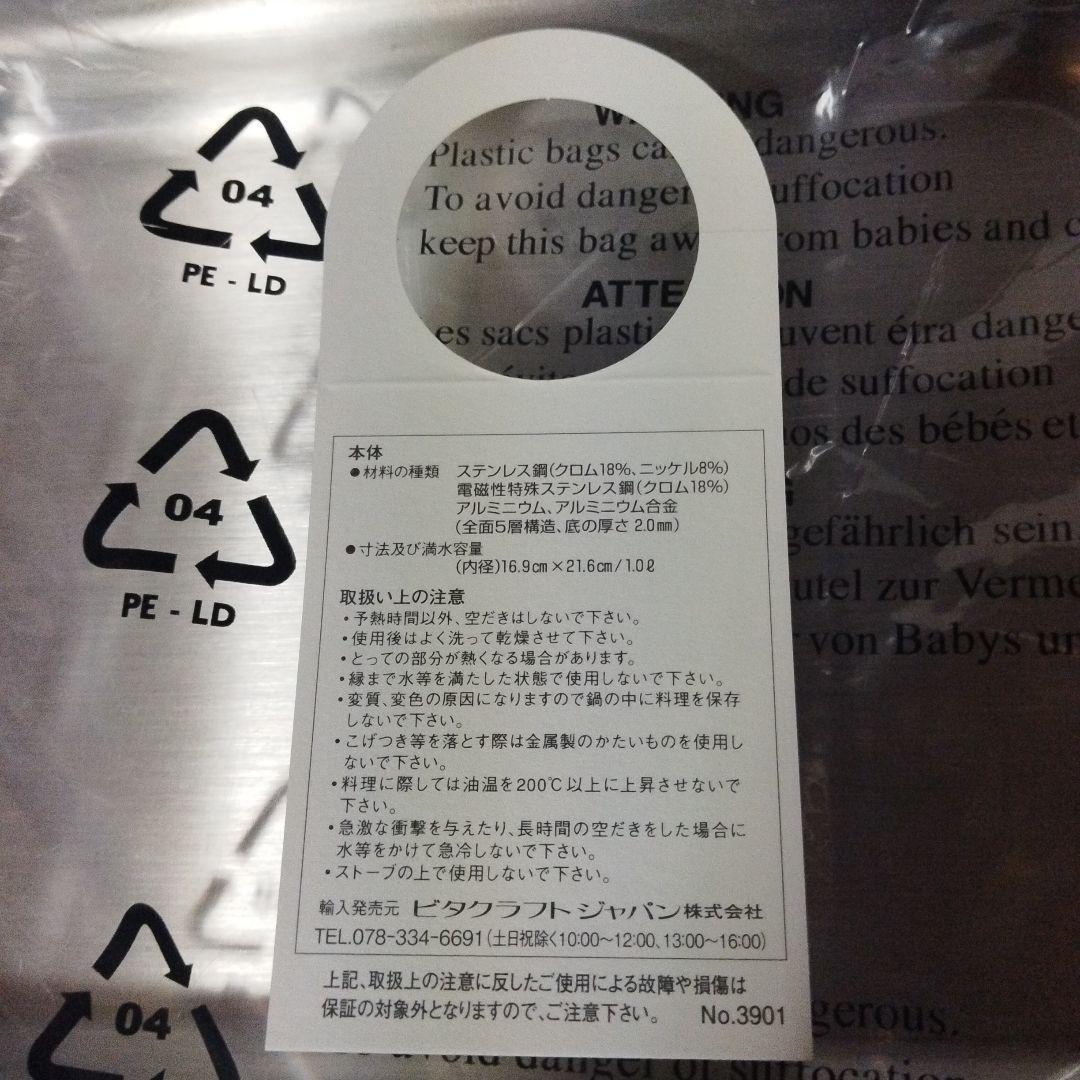 04
PE - LD
04
PE - LD
04
NG
Plastic bags dangerous.
To avoid danger
keep this bag babies and
ATTE
sacs
étra
de suffocation
des bébés et
gefährlich sein.
zur
von Babys
本体
●材料の種類 ステンレス鋼(クロム18%、ニッケル8%)
電磁性特殊ステンレス鋼(クロム18%)
アルミニウム、アルミニウム合金
(全面5層構造、底の厚さ 2.0㎜)
●寸法及び満水容量
(内径)16.9㎝×21.6㎝/1.0ℓ
取扱い上の注意
・予熱時間以外、空だきはしないで下さい。
・使用後はよく洗って乾燥させて下さい。
・とっての部分が熱くなる場合があります。
・縁まで水等を満たした状態で使用しないで下さい。
・変質、変色の原因になりますので鍋の中に料理を保存
しないで下さい。
・こげつき等を落とす際は金属製のかたいものを使用し
ないで下さい。
・料理に際しては油温を200℃以上に上昇させないで
下さい。
・急激な衝撃を与えたり、長時間の空だきをした場合に
水等をかけて急冷しないで下さい。
・ストーブの上で使用しないで下さい。
輸入発売元 ビタクラフト ジャパン株式会社
TEL.078-334-6691(土日祝除く10:00～12:00、13:00～16:00)
上記、取扱上の注意に反したご使用による故障や損傷は
保証の対象外となりますので、ご注意下さい。 No.3901
gerous.